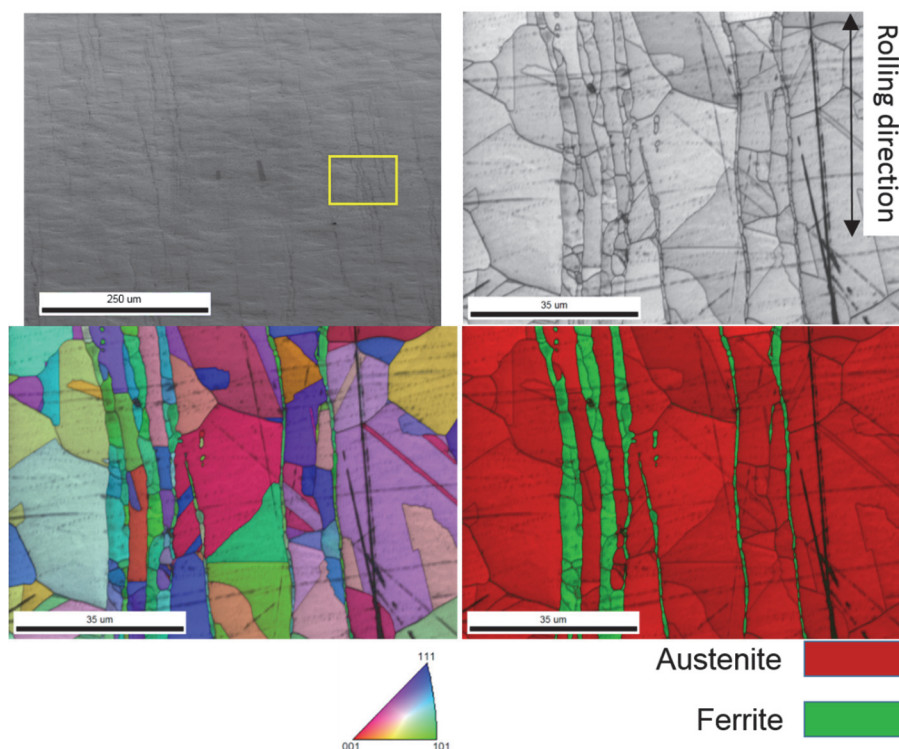 250 um
35 um
Rolling direction
35 um
35 um
111
001
101
Austenite
Ferrite